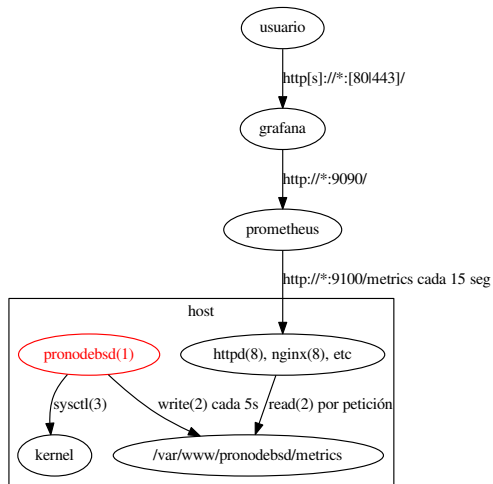 usuario
http[s]://*:[80|443]/
grafana
http://*:9090/
prometheus
http://*:9100/metrics cada 15 seg
host
pronodebsd(1)
httpd(8), nginx(8), etc
sysctl(3)
write(2) cada 5s
read(2) por petición
kernel
/var/www/pronodebsd/metrics